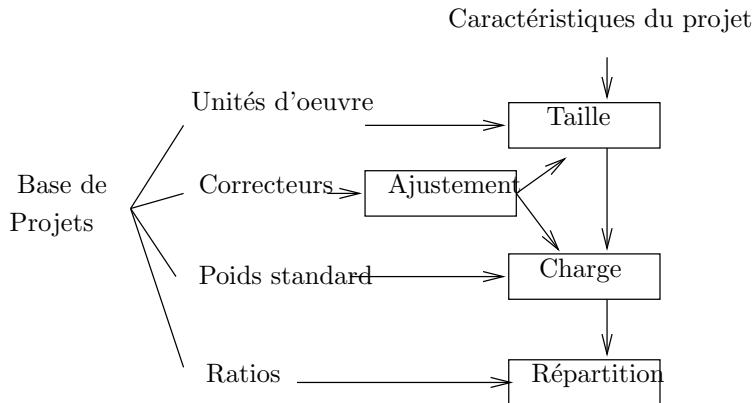 Caractéristiques du projet
Unités d'oeuvre
Taille
Base de
Projets
Correcteurs
Ajustement
Poids standard
Charge
Ratios
Répartition